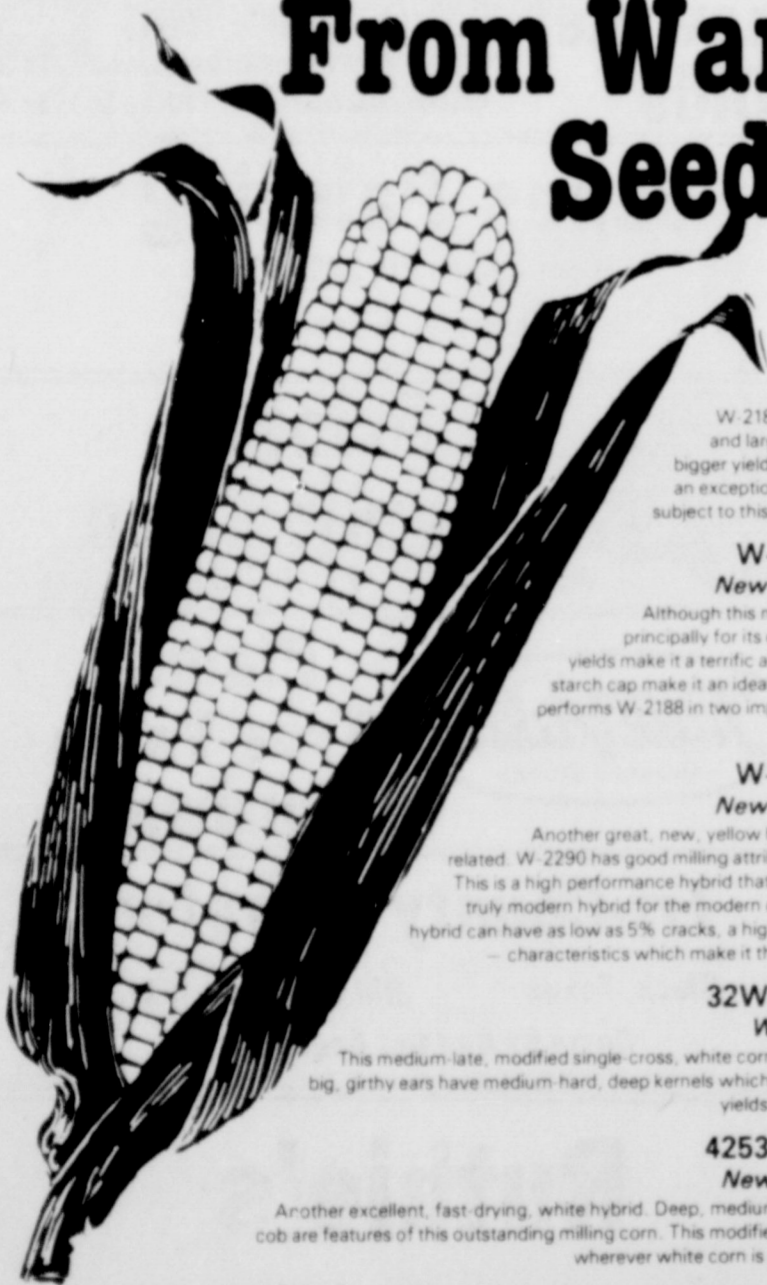 From War
Seed
W-218
and lar
bigger yield
an exceptio
subject to this
W-
New
Although this n
principally for its
yields make it a terrific a
starch cap make it an idea
performs W-2188 in two im
W-
New
Another great, new, yellow
related. W-2290 has good milling attri
This is a high performance hybrid that
truly modern hybrid for the modern
hybrid can have as low as 5% cracks, a hig
— characteristics which make it th
32W
W
This medium-late, modified single-cross, white corn
big, girthy ears have medium-hard, deep kernels which
yields
4253
New
Another excellent, fast-drying, white hybrid. Deep, medium
cob are features of this outstanding milling corn. This modifie
wherever white corn is